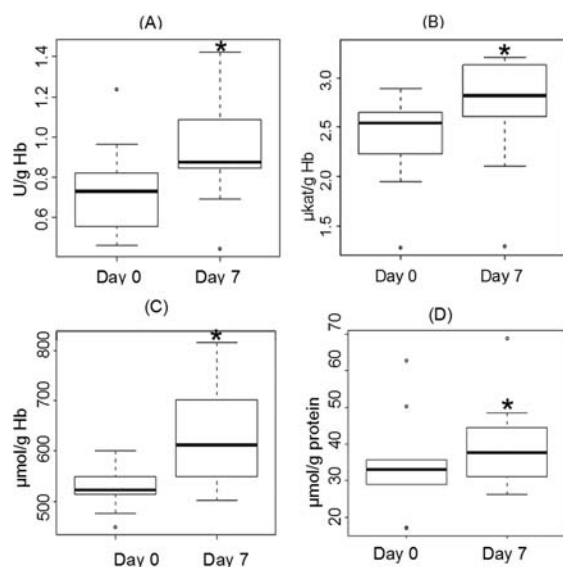 (A)
*
U/g Hb
1.4
1.2
1.0
0.8
0.6
Day 0 Day 7
(B)
*
µkat/g Hb
3.0
2.5
2.0
1.5
Day 0 Day 7
(C)
*
µmol/g Hb
800
700
600
500
Day 0 Day 7
(D)
*
µmol/g protein
70
60
50
40
30
20
Day 0 Day 7